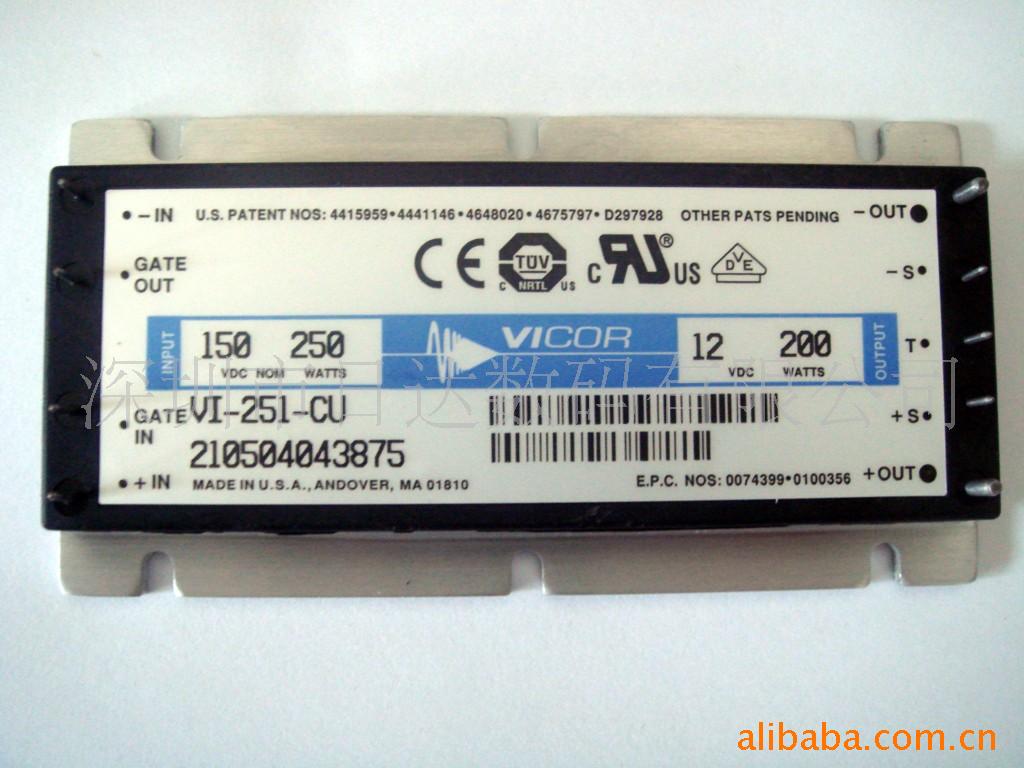 -IN U.S. PATENT NOS: 4415959•4441146•4648020•4675797•D297928 OTHER PATS PENDING -OUT
GATE OUT
CE
TÜV
C NRTL US
C RU® US
DVE
-S
INPUT
150 250
VDC NOM WATTS
VICOR
12 200
VDC WATTS
OUTPUT
T
深圳市日达数码有限公司
GATE IN
VI-251-CU
+S
210504043875
+IN MADE IN U.S.A., ANDOVER, MA 01810
E.P.C. NOS: 0074399•0100356 +OUT
alibaba.com.cn